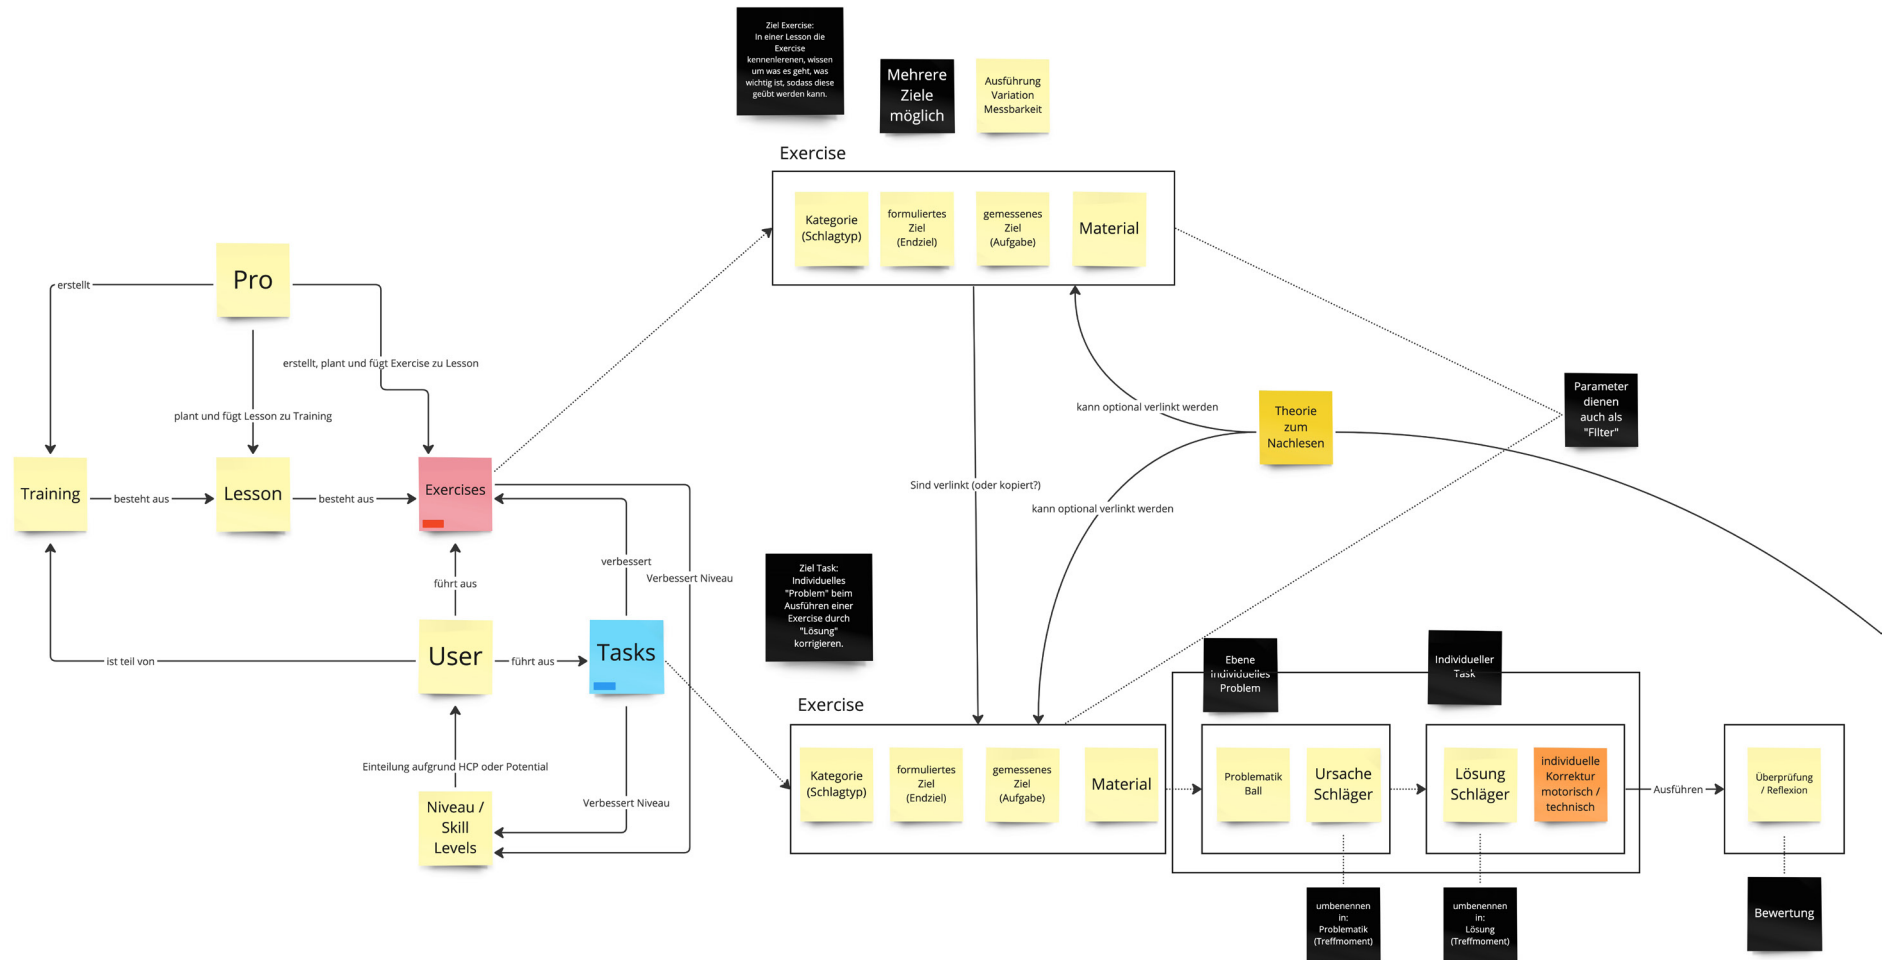 Ziel Exercise:
In einer Lesson die
Exercise
kennenlerenen, wissen
um was es geht, was
wichtig ist, sodass diese
geübt werden kann.
Mehrere
Ziele
möglich
Ausführung
Variation
Messbarkeit
Exercise
Kategorie
(Schlagtyp)
formuliertes
Ziel
(Endziel)
gemessenes
Ziel
(Aufgabe)
Material
Pro
erstellt
erstellt, plant und fügt Exercise zu Lesson
plant und fügt Lesson zu Training
kann optional verlinkt werden
Theorie
zum
Nachlesen
Parameter
dienen
auch als
"FIlter"
Training
besteht aus
Lesson
besteht aus
Exercises
Sind verlinkt (oder kopiert?)
kann optional verlinkt werden
verbessert
Verbessert Niveau
führt aus
Ziel Task:
Individuelles
"Problem" beim
Ausführen einer
Exercise durch
"Lösung"
korrigieren.
ist teil von
User
führt aus
Tasks
Ebene
Individuelles
Problem
Individueller
Task
Exercise
Einteilung aufgrund HCP oder Potential
Verbessert Niveau
Niveau /
Skill
Levels
Kategorie
(Schlagtyp)
formuliertes
Ziel
(Endziel)
gemessenes
Ziel
(Aufgabe)
Material
Problematik
Ball
Ursache
Schläger
Lösung
Schläger
individuelle
Korrektur
motorisch /
technisch
Ausführen
Überprüfung
/ Reflexion
umbenennen
in:
Problematik
(Treffmoment)
umbenennen
in:
Lösung
(Treffmoment)
Bewertung